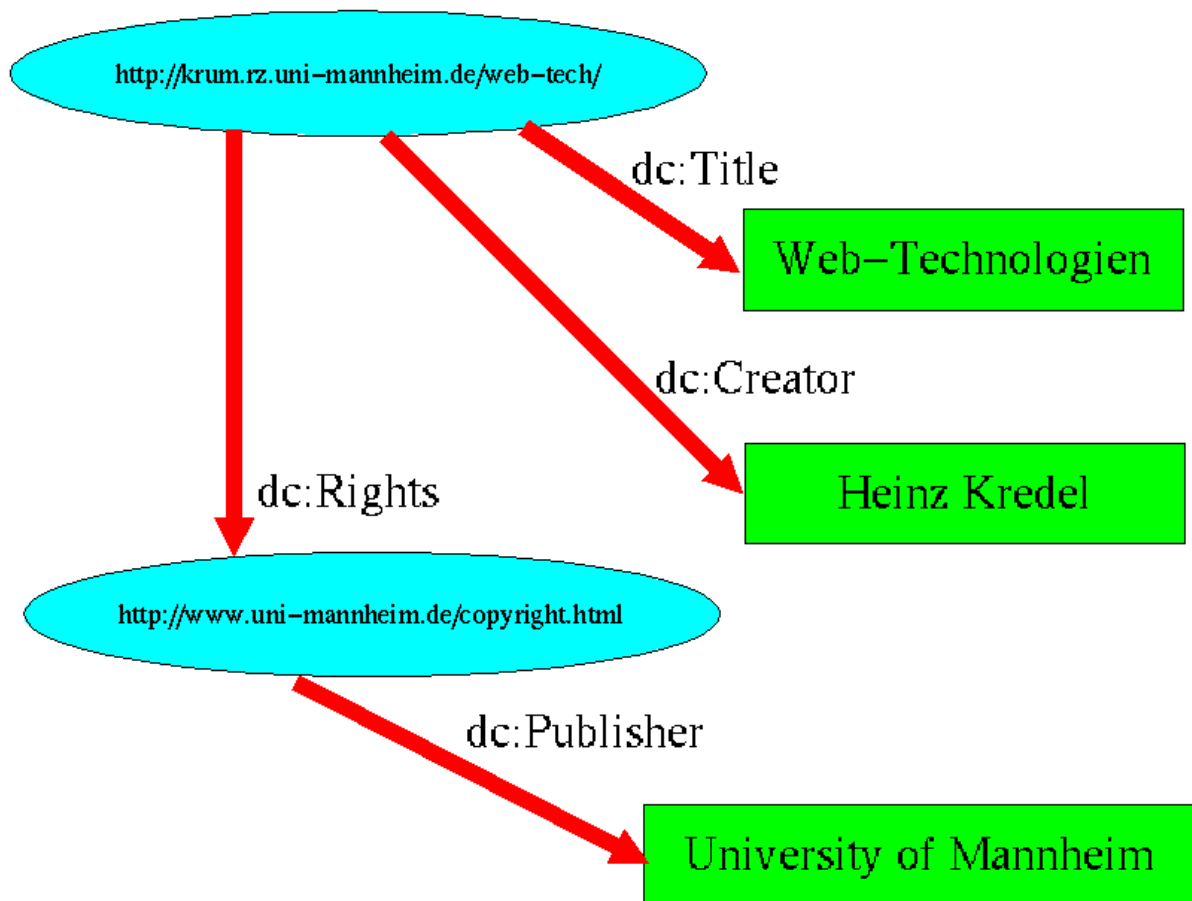 http://krum.rz.uni-mannheim.de/web-tech/
dc:Title
Web-Technologien
dc:Creator
Heinz Kredel
dc:Rights
http://www.uni-mannheim.de/copyright.html
dc:Publisher
University of Mannheim